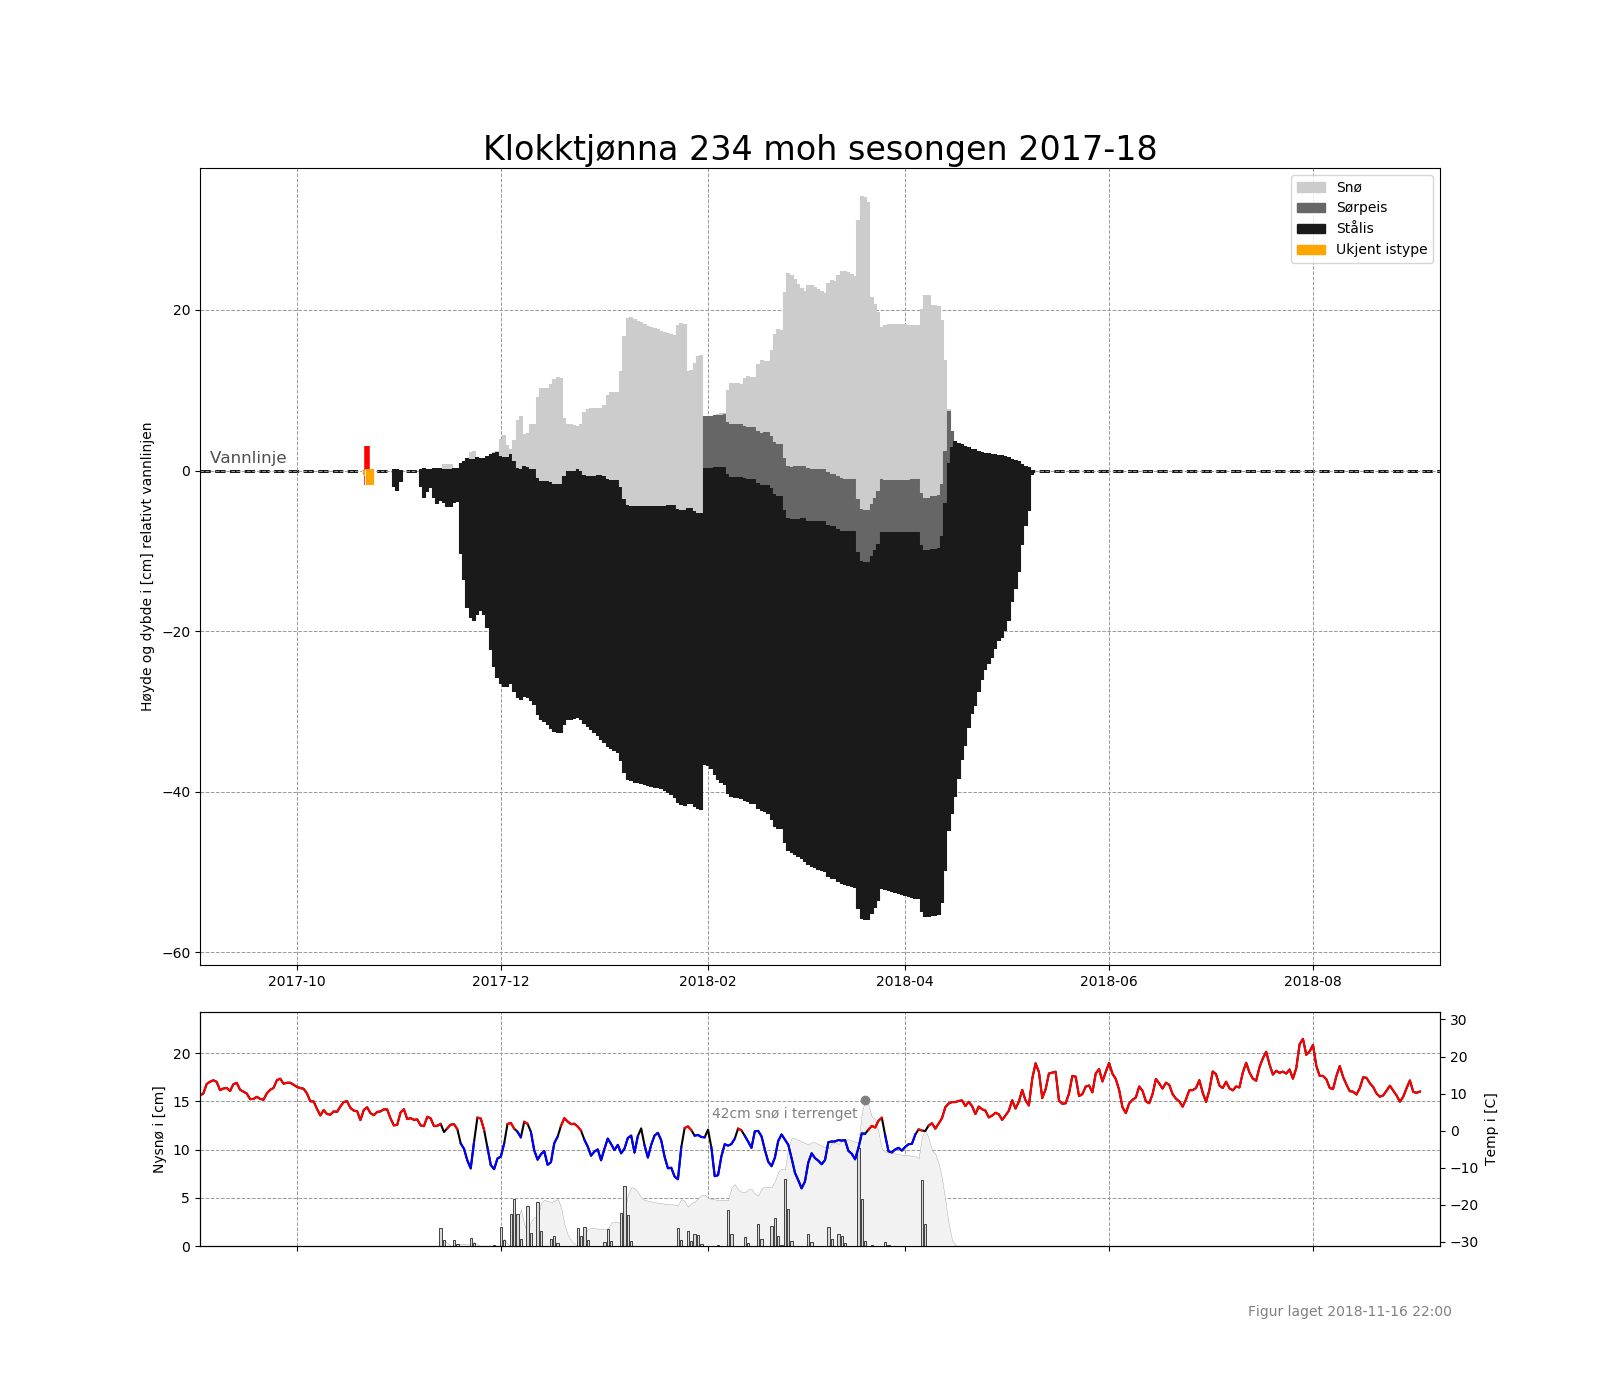 Klokktjønna 234 moh sesongen 2017-18
Snø
Sørpeis
Stålis
Ukjent istype
Høyde og dybde i [cm] relativt vannlinjen
20
0
−20
−40
−60
Vannlinje
2017-10 2017-12 2018-02 2018-04 2018-06 2018-08
Nysnø i [cm]
20
15
10
5
0
42cm snø i terrenget
30
20
10
0
−10
−20
−30
Temp i [C]
Figur laget 2018-11-16 22:00